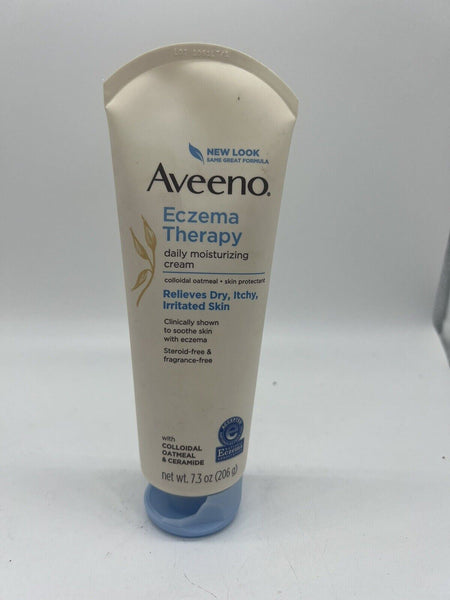 NEW LOOK
SAME GREAT FORMULA
Aveeno®
Eczema
Therapy
daily moisturizing
cream
colloidal oatmeal • skin protectant
Relieves Dry, Itchy,
Irritated Skin
Clinically shown
to soothe skin
with eczema
Steroid-free &
fragrance-free
with
COLLOIDAL
OATMEAL
& CERAMIDE
ACCEPTED
Eczema
net wt. 7.3 oz (206 g)